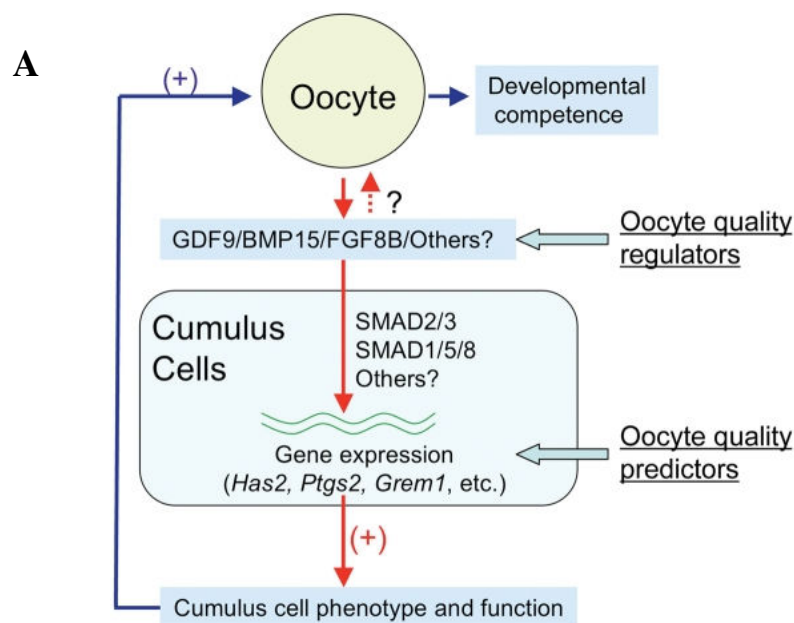 A
(+)
Oocyte
Developmental
competence
?
GDF9/BMP15/FGF8B/Others?
Oocyte quality
regulators
Cumulus
Cells
SMAD2/3
SMAD1/5/8
Others?
Gene expression
(Has2, Ptgs2, Grem1, etc.)
Oocyte quality
predictors
(+)
Cumulus cell phenotype and function